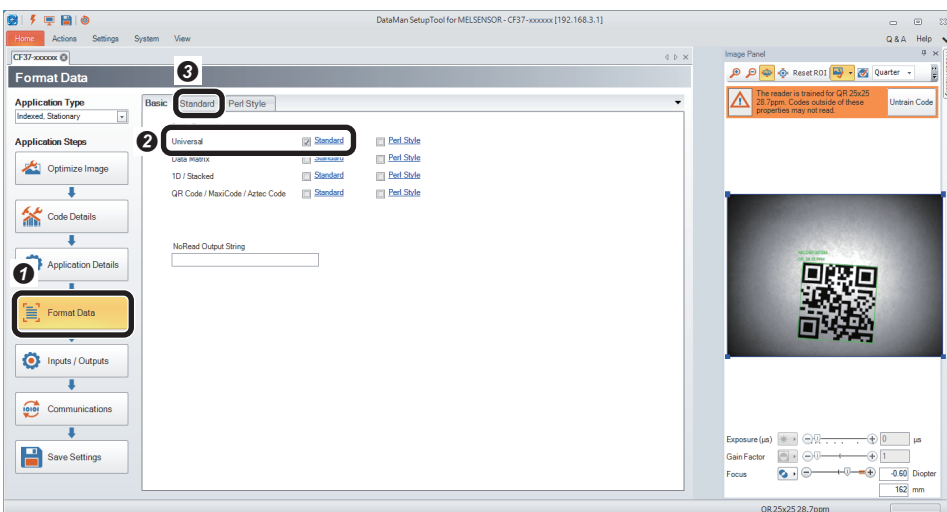 DataMan SetupTool for MELSENSOR - CF37-xxxxxx [192.168.3.1]
Home Actions Settings System View Q & A Help
CF37-xxxxxx
Format Data
3
Application Type
Indexed, Stationary
Application Steps
Optimize Image
Code Details
Application Details
1
Format Data
Inputs / Outputs
Communications
Save Settings
Basic Standard Perl Style
2
Universal Standard Perl Style
Data Matrix Standard Perl Style
1D / Stacked Standard Perl Style
QR Code / MaxiCode / Aztec Code Standard Perl Style
NoRead Output String
Image Panel
Reset ROI Quarter
The reader is trained for QR 25x25
28.7ppm. Codes outside of these
properties may not read.
Untrain Code
Exposure (µs) 0 µs
Gain Factor 1
Focus -0.60 Diopter
162 mm
QR 25x25 28.7ppm